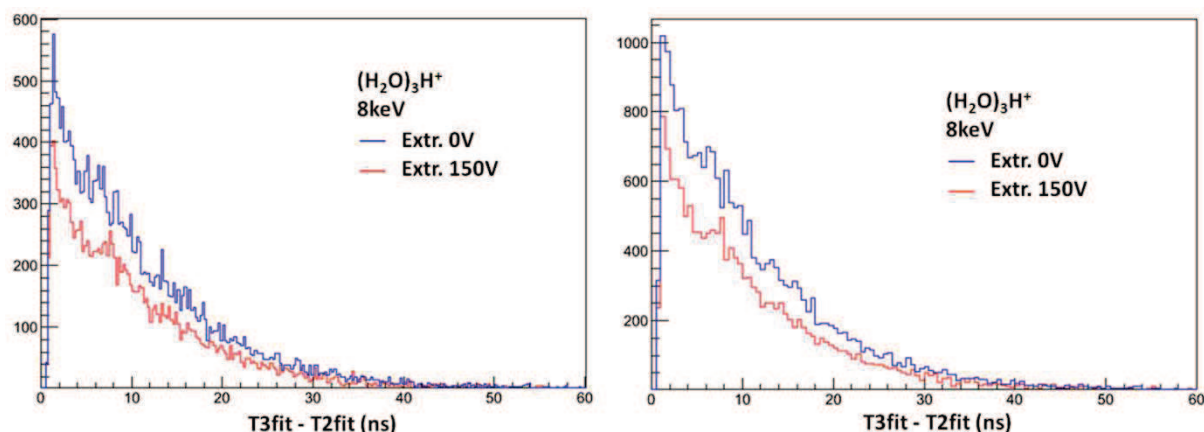 600
500
400
300
200
100
0 10 20 30 40 50 60
(H₂O)₃H⁺
8keV
Extr. 0V
Extr. 150V
T3fit - T2fit (ns)
1000
800
600
400
200
0 10 20 30 40 50 60
(H₂O)₃H⁺
8keV
Extr. 0V
Extr. 150V
T3fit - T2fit (ns)